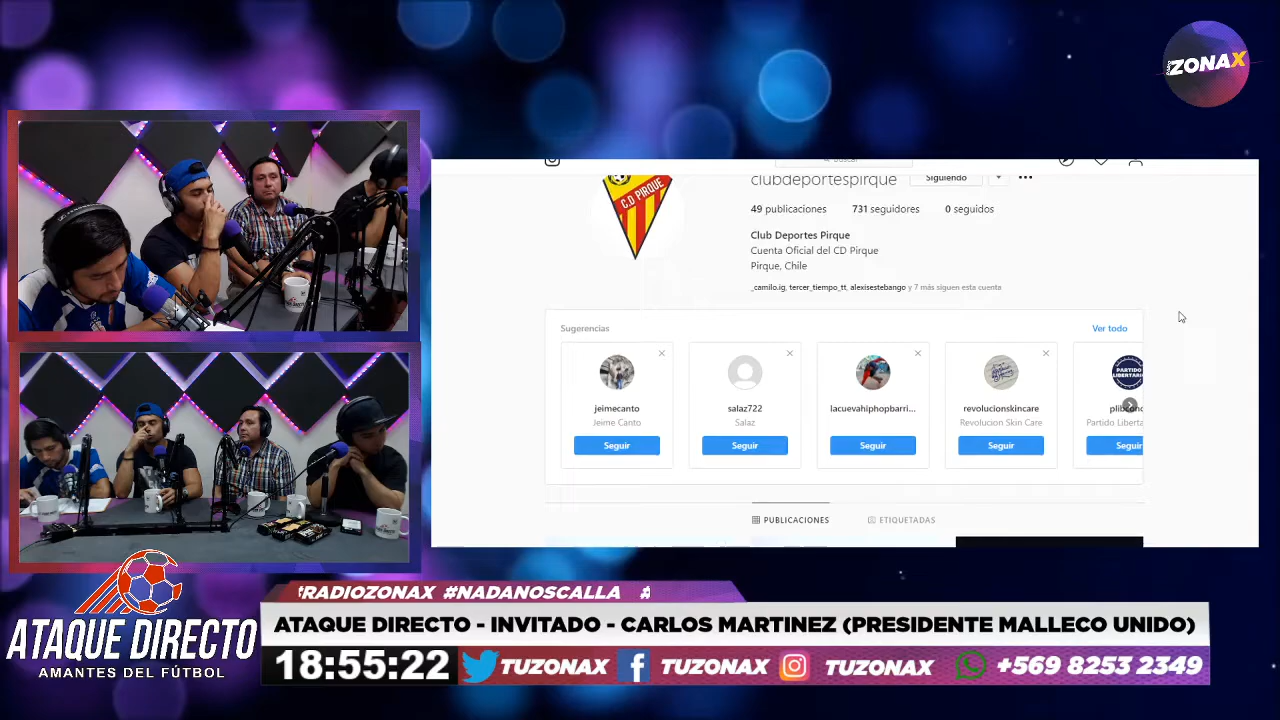 ZONAX
Buscar
clubdeportespirque
Siguiendo
C.D PIRQUE
49 publicaciones 731 seguidores 0 seguidos
Club Deportes Pirque
Cuenta Oficial del CD Pirque
Pirque, Chile
_camilo.ig, tercer_tiempo_tt, alexisestebango y 7 más siguen esta cuenta
Sugerencias
Ver todo
jeimecanto
Jeime Canto
Seguir
salaz722
Salaz
Seguir
lacuevahiphopbarri...
Seguir
revolucionskincare
Revolucion Skin Care
Seguir
PARTIDO
Partido Liberta
Seguir
PUBLICACIONES
ETIQUETADAS
RADIOZONAX #NADANOSCALLA #
ATAQUE DIRECTO
AMANTES DEL FÚTBOL
ATAQUE DIRECTO - INVITADO - CARLOS MARTINEZ (PRESIDENTE MALLECO UNIDO)
18:55:22
TUZONAX
TUZONAX
TUZONAX
+569 8253 2349